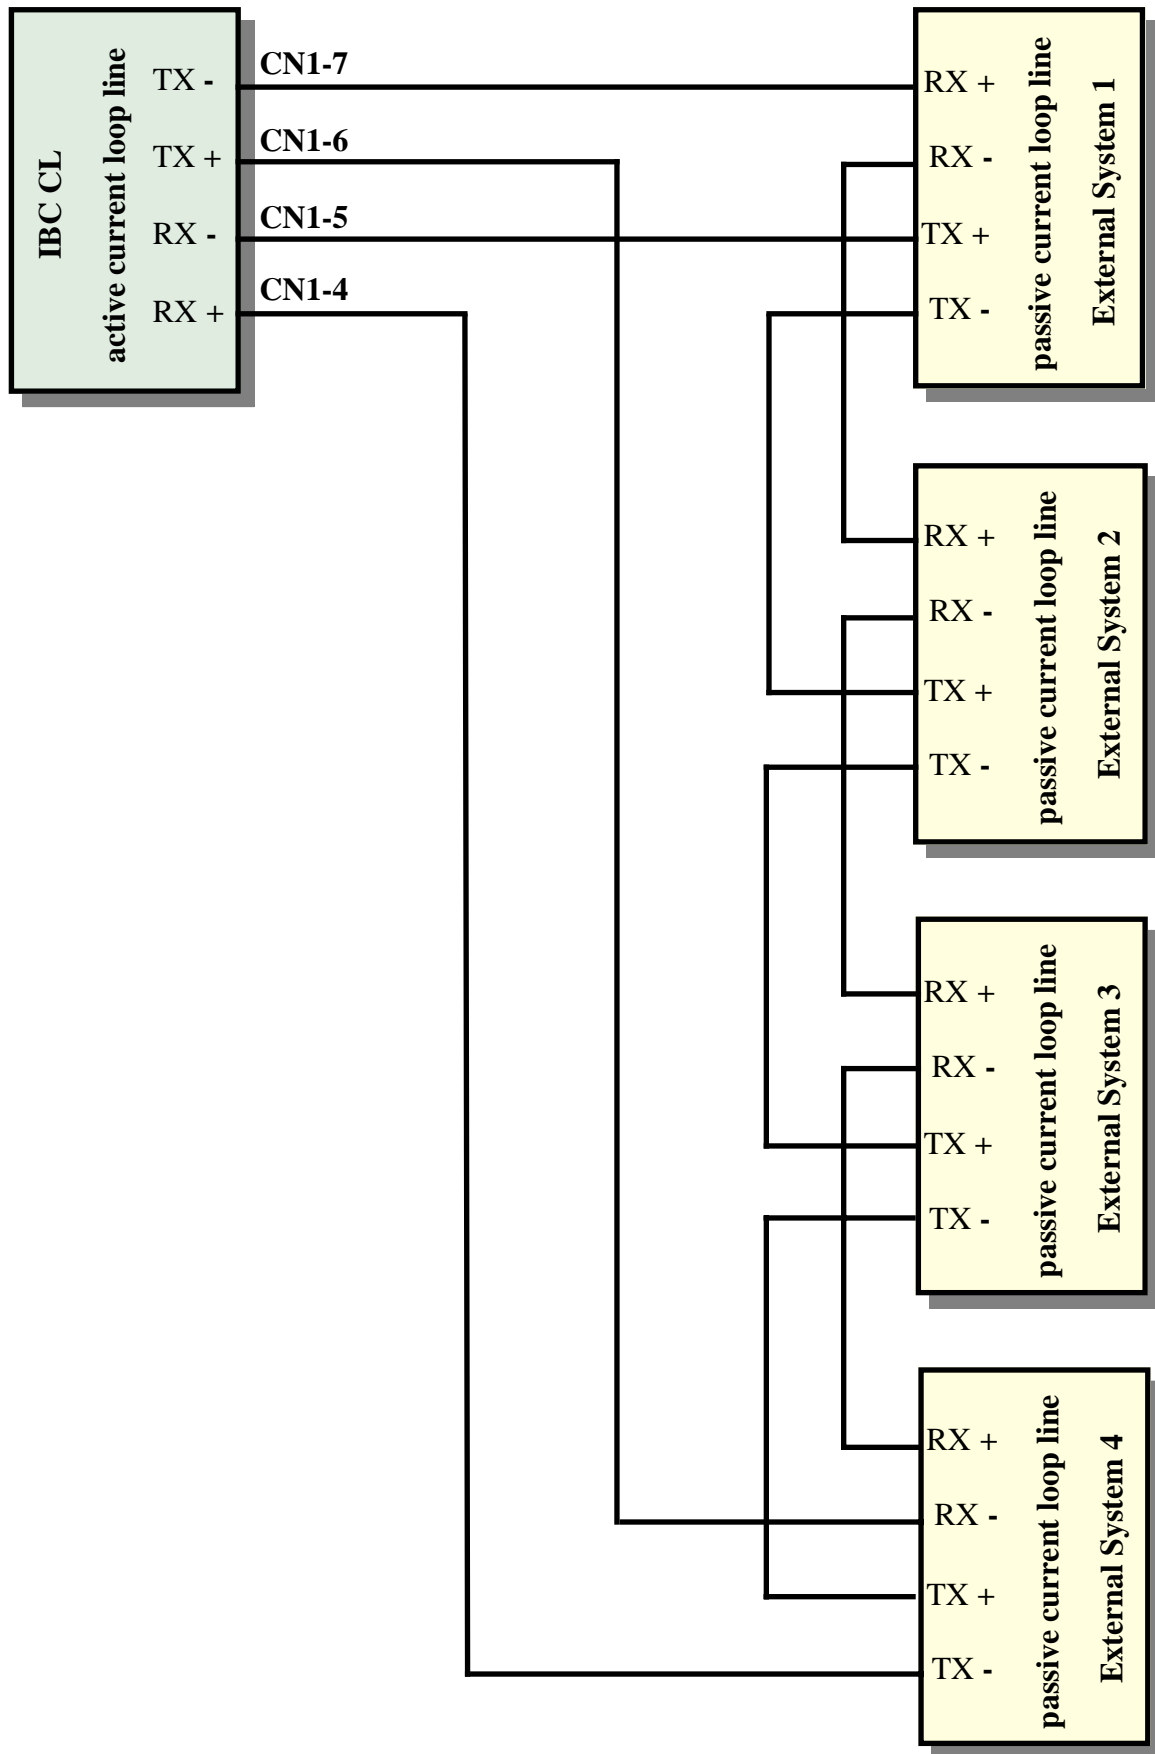 IBC CL
active current loop line
TX -
TX +
RX -
RX +
CN1-7
CN1-6
CN1-5
CN1-4
RX +
RX -
TX +
TX -
passive current loop line
External System 1
RX +
RX -
TX +
TX -
passive current loop line
External System 2
RX +
RX -
TX +
TX -
passive current loop line
External System 3
RX +
RX -
TX +
TX -
passive current loop line
External System 4